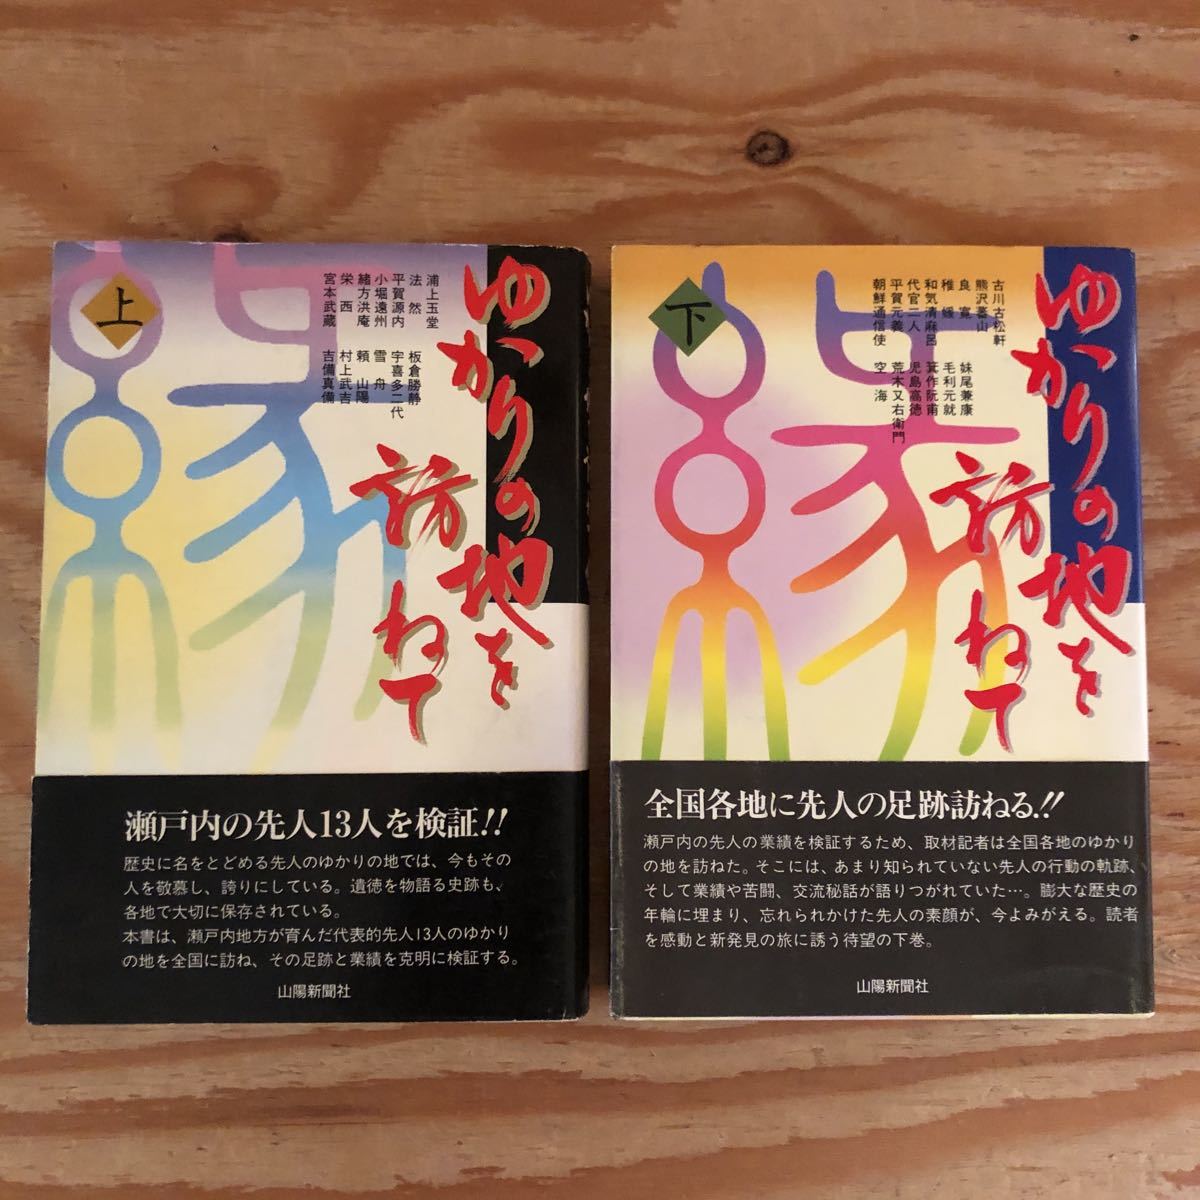 上
ゆかりの地を
訪ねて
縁
浦上玉堂
法然
平賀源内
小堀遠州
緒方洪庵
栄西
宮本武蔵
板倉勝静
宇喜多二代
雪舟
頼山陽
村上武吉
吉備真備
瀬戸内の先人13人を検証!!
歴史に名をとどめる先人のゆかりの地では、今もその
人を敬慕し、誇りにしている。遺徳を物語る史跡も、
各地で大切に保存されている。
本書は、瀬戸内地方が育んだ代表的先人13人のゆかり
の地を全国に訪ね、その足跡と業績を克明に検証する。
山陽新聞社
下
ゆかりの地を
訪ねて
縁
古川古松軒
熊沢蕃山
良寛
稚媛
和気清麻呂
代官二人
平賀元義
朝鮮通信使
妹尾兼康
毛利元就
箕作阮甫
児島高徳
荒木又右衛門
空海
全国各地に先人の足跡訪ねる!!
瀬戸内の先人の業績を検証するため、取材記者は全国各地のゆかり
の地を訪ねた。そこには、あまり知られていない先人の行動の軌跡、
そして業績や苦闘、交流秘話が語りつがれていた…。膨大な歴史の
年輪に埋まり、忘れられかけた先人の素顔が、今よみがえる。読者
を感動と新発見の旅に誘う待望の下巻。
山陽新聞社